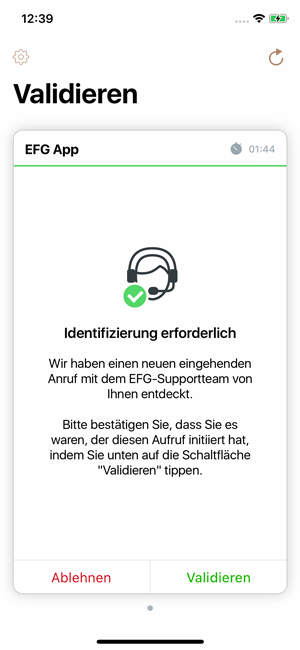 12:39
Validieren
EFG App
01:44
Identifizierung erforderlich
Wir haben einen neuen eingehenden
Anruf mit dem EFG-Supportteam von
Ihnen entdeckt.
Bitte bestätigen Sie, dass Sie es
waren, der diesen Aufruf initiiert hat,
indem Sie unten auf die Schaltfläche
"Validieren" tippen.
Ablehnen
Validieren